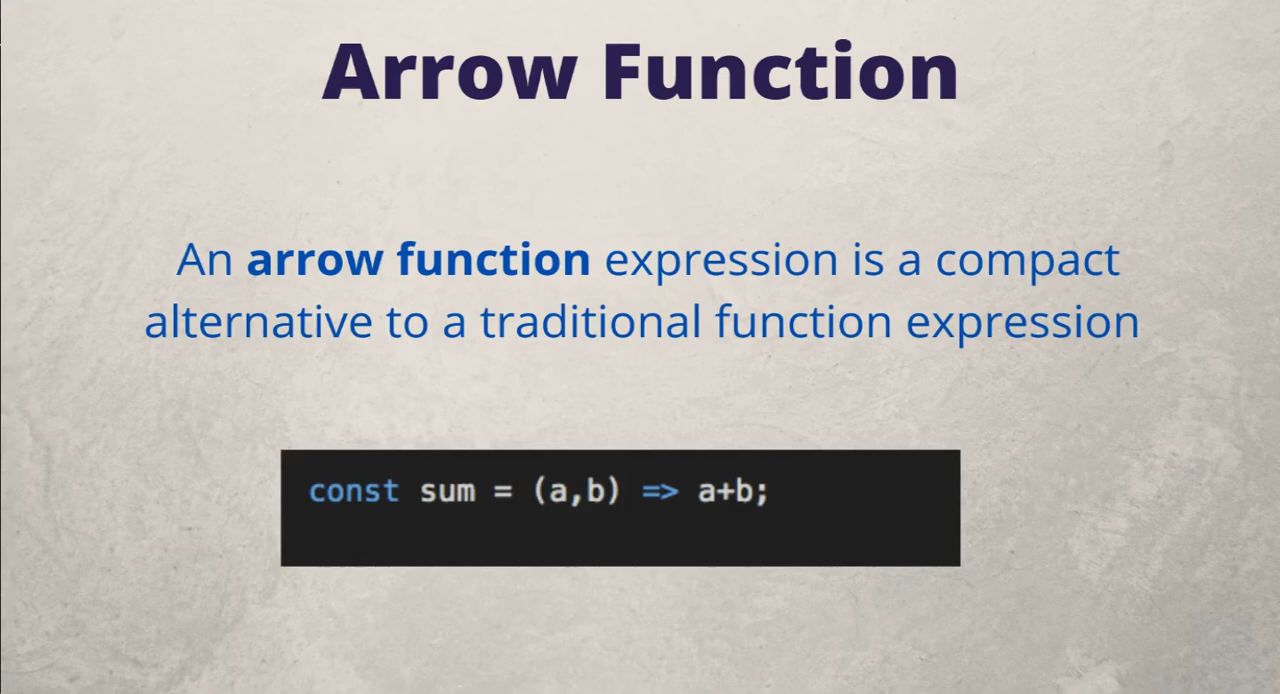 Arrow Function
An arrow function expression is a compact
alternative to a traditional function expression
const sum = (a,b) => a+b;